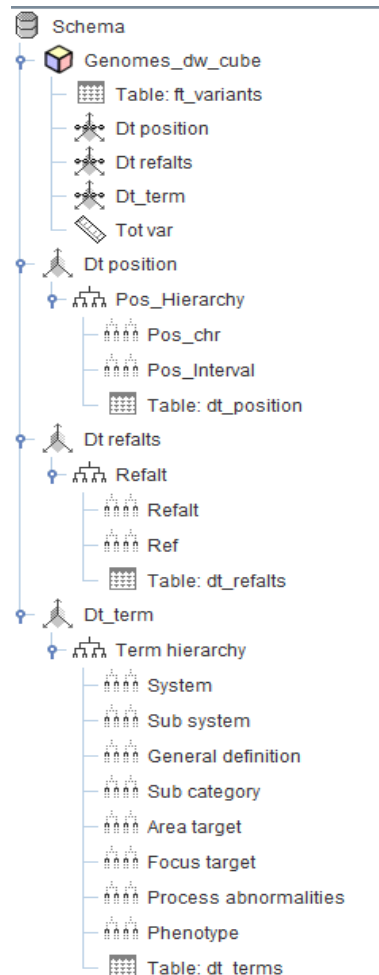 Schema
Genomes_dw_cube
Table: ft_variants
Dt position
Dt refalts
Dt_term
Tot var
Dt position
Pos_Hierarchy
Pos_chr
Pos_Interval
Table: dt_position
Dt refalts
Refalt
Refalt
Ref
Table: dt_refalts
Dt_term
Term hierarchy
System
Sub system
General definition
Sub category
Area target
Focus target
Process abnormalities
Phenotype
Table: dt_terms